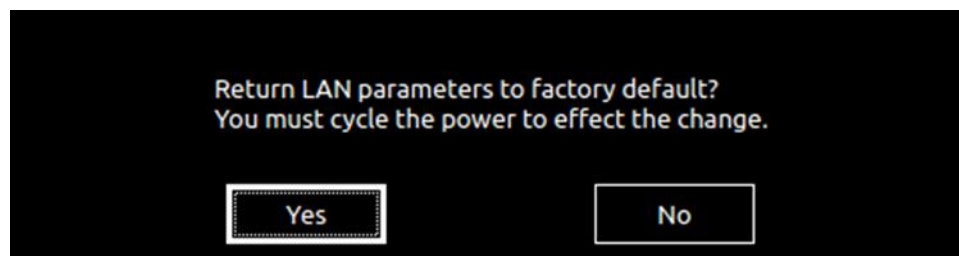 Return LAN parameters to factory default?
You must cycle the power to effect the change.
Yes
No